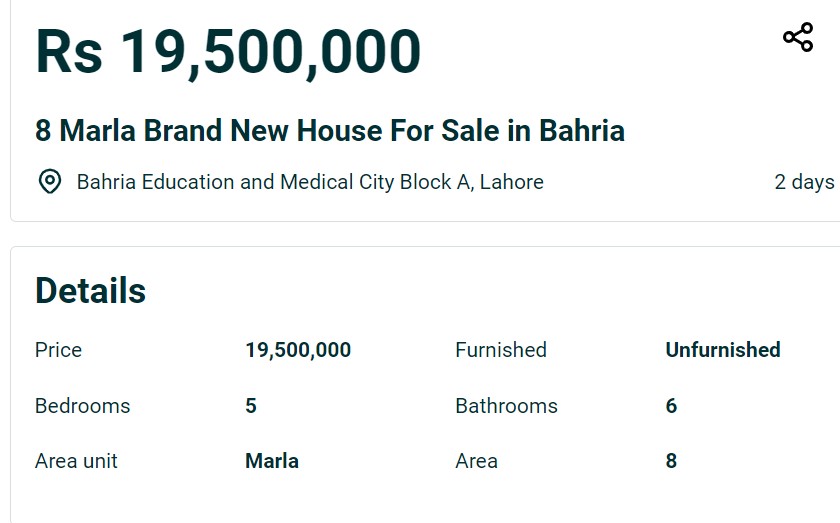 Rs 19,500,000
8 Marla Brand New House For Sale in Bahria
Bahria Education and Medical City Block A, Lahore 2 days
Details
Price 19,500,000 Furnished Unfurnished
Bedrooms 5 Bathrooms 6
Area unit Marla Area 8